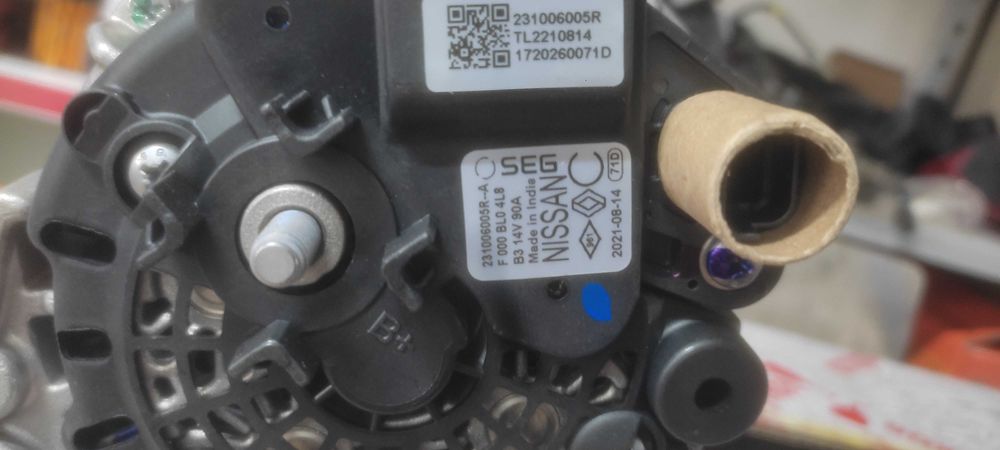 231006005R
TL2210814
1720260071D
SEG
231006005R--A
F 000 BL0 4L8
B3 14V 90A
Made in India
NISSAN
71D
2021-08-14
B+